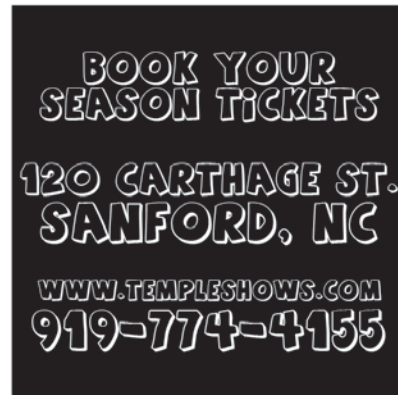 BOOK YOUR
SEASON TiCKETS
120 CARTHAGE ST.
SANFORD, NC
WWW.TEMPLESHOWS.COM
919-774-4155